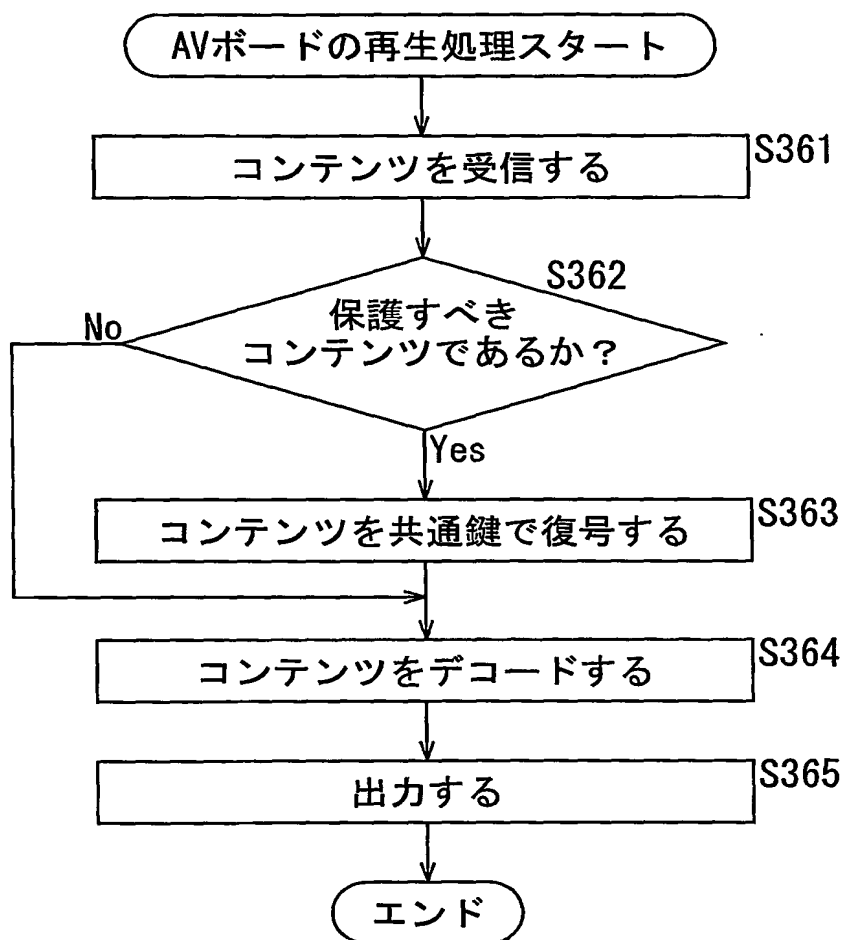 AVボードの再生処理スタート
コンテンツを受信する
S361
S362
保護すべき
コンテンツであるか？
No
Yes
コンテンツを共通鍵で復号する
S363
コンテンツをデコードする
S364
出力する
S365
エンド